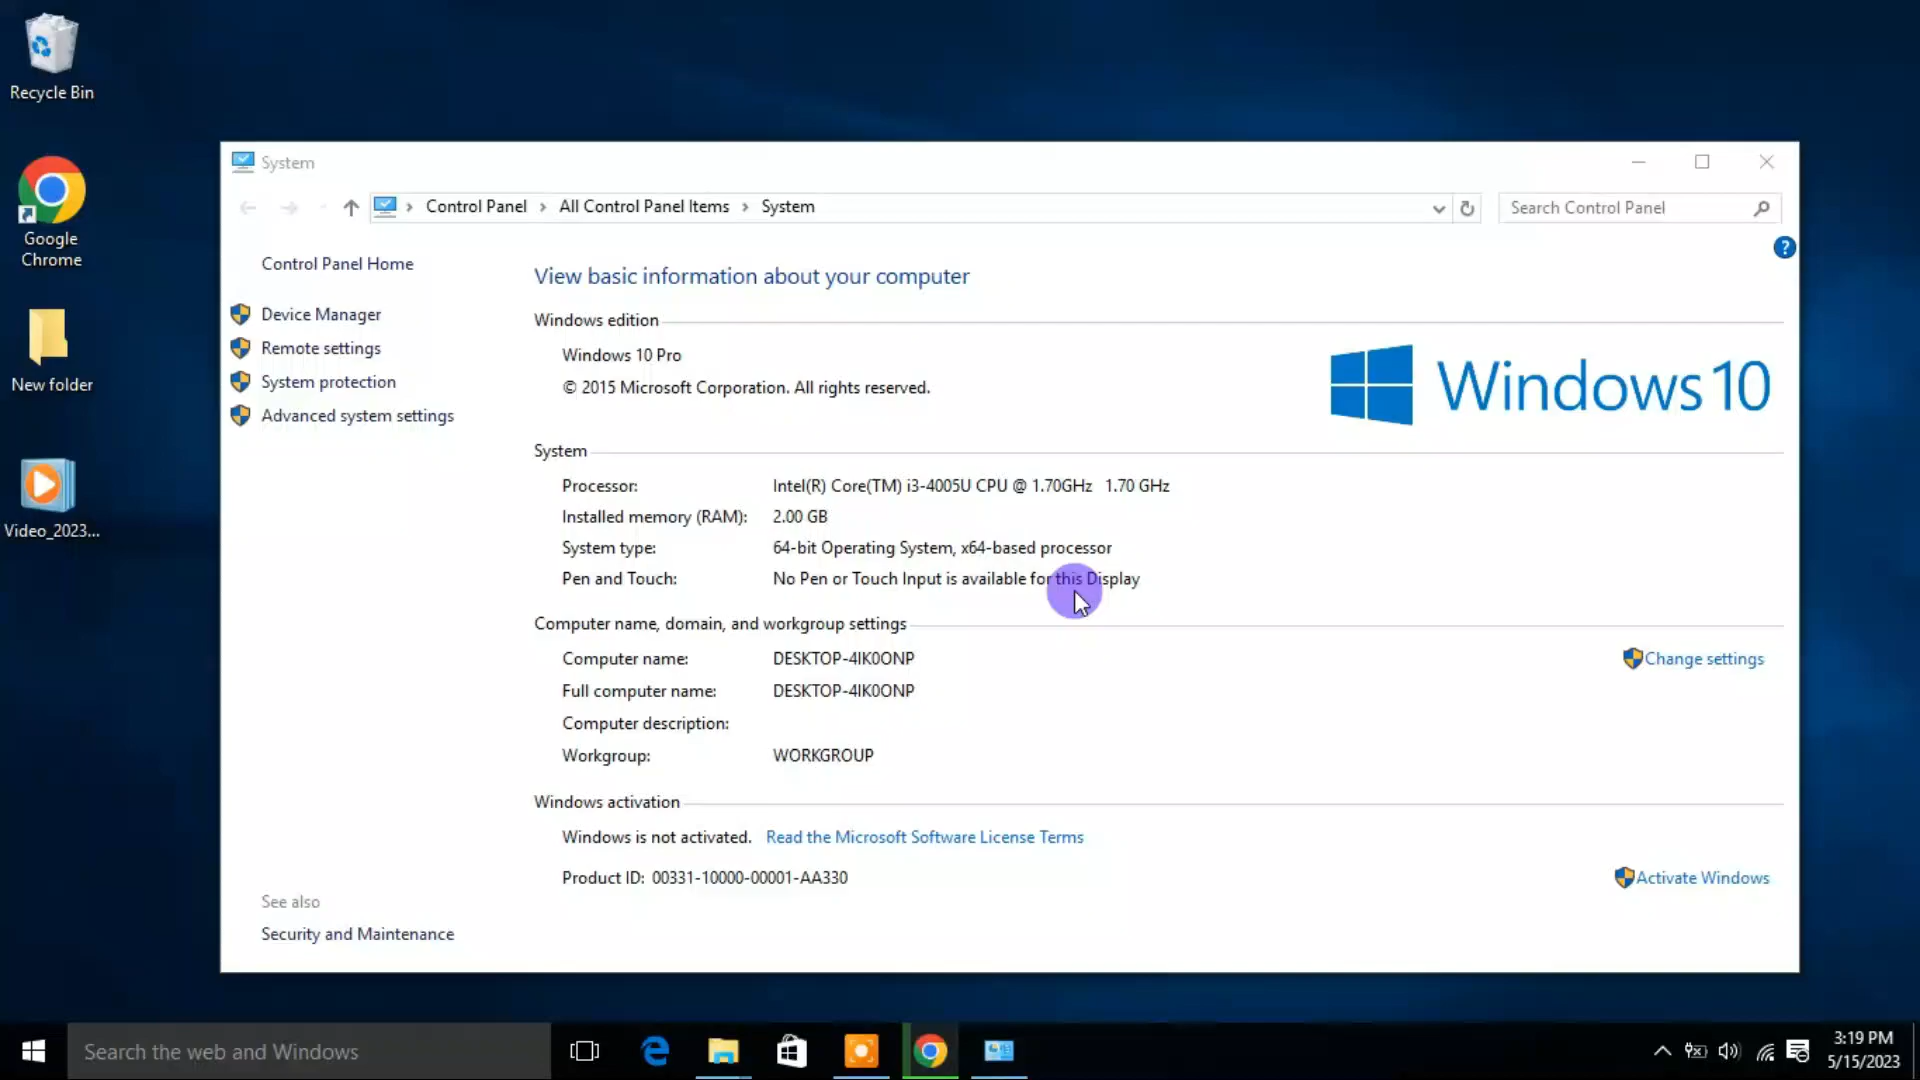 Recycle Bin
Google
Chrome
New folder
Video_2023...
System
Control Panel > All Control Panel Items > System
Search Control Panel
?
Control Panel Home
Device Manager
Remote settings
System protection
Advanced system settings
See also
Security and Maintenance
View basic information about your computer
Windows edition
Windows 10 Pro
© 2015 Microsoft Corporation. All rights reserved.
Windows 10
System
Processor: Intel(R) Core(TM) i3-4005U CPU @ 1.70GHz 1.70 GHz
Installed memory (RAM): 2.00 GB
System type: 64-bit Operating System, x64-based processor
Pen and Touch: No Pen or Touch Input is available for this Display
Computer name, domain, and workgroup settings
Computer name: DESKTOP-4IK0ONP
Change settings
Full computer name: DESKTOP-4IK0ONP
Computer description:
Workgroup: WORKGROUP
Windows activation
Windows is not activated. Read the Microsoft Software License Terms
Product ID: 00331-10000-00001-AA330
Activate Windows
Search the web and Windows
3:19 PM
5/15/2023